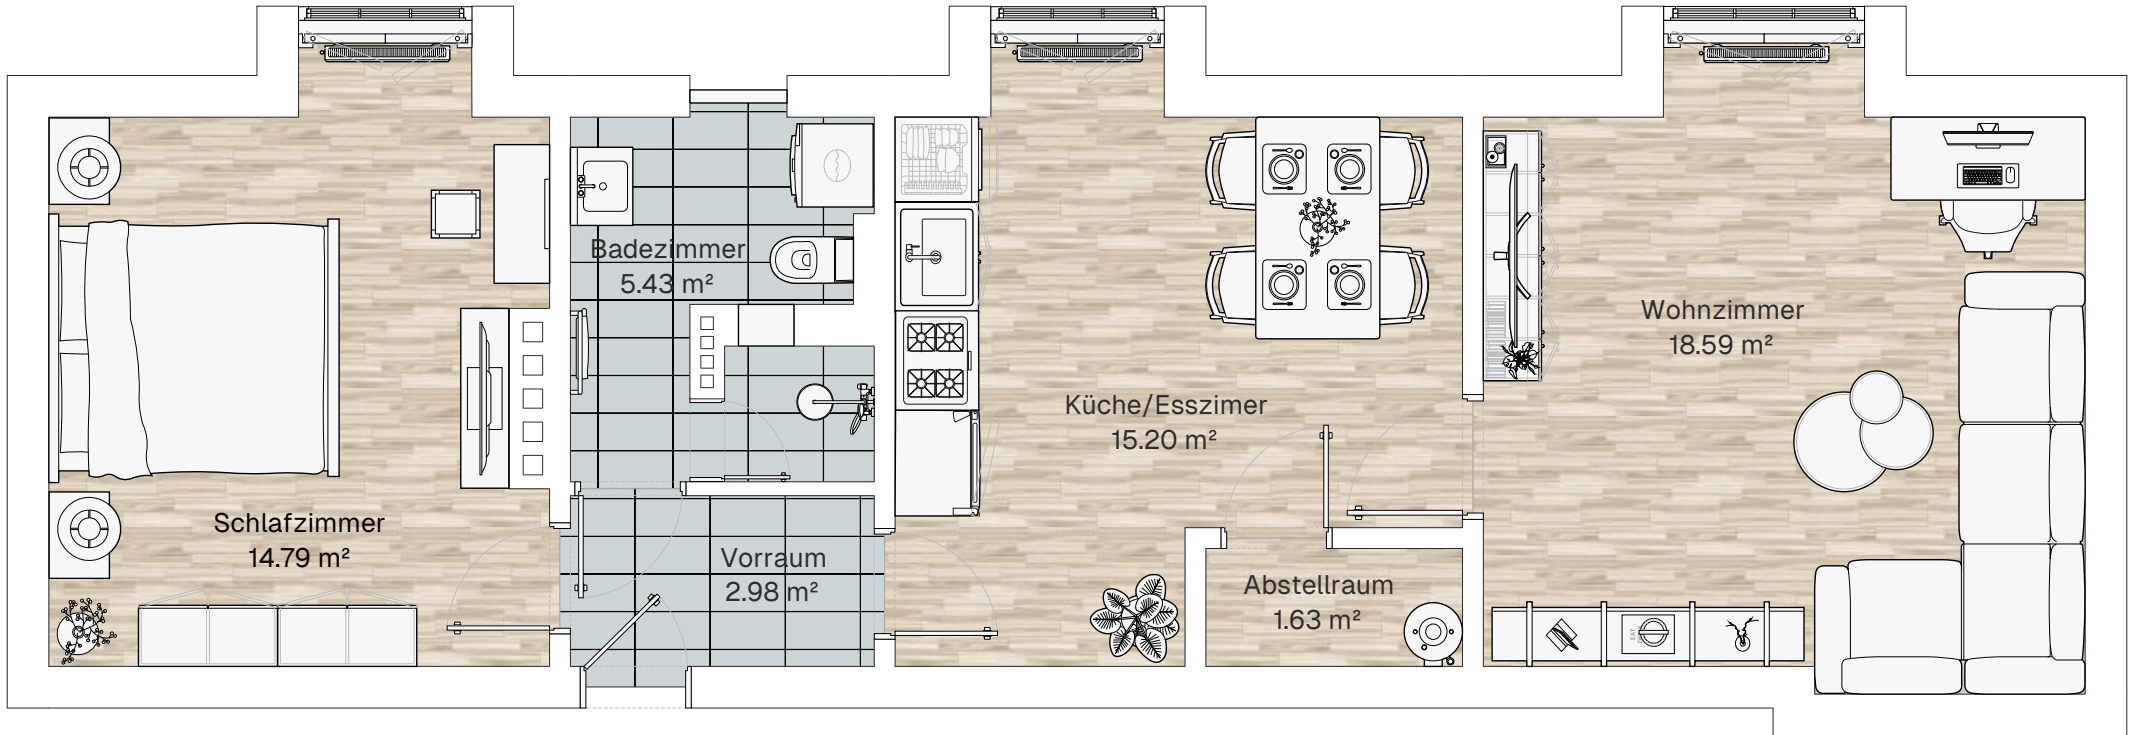 Badezimmer
5.43 m²
Wohnzimmer
18.59 m²
Küche/Esszimer
15.20 m²
Schlafzimmer
14.79 m²
Vorraum
2.98 m²
Abstellraum
1.63 m²
EAT